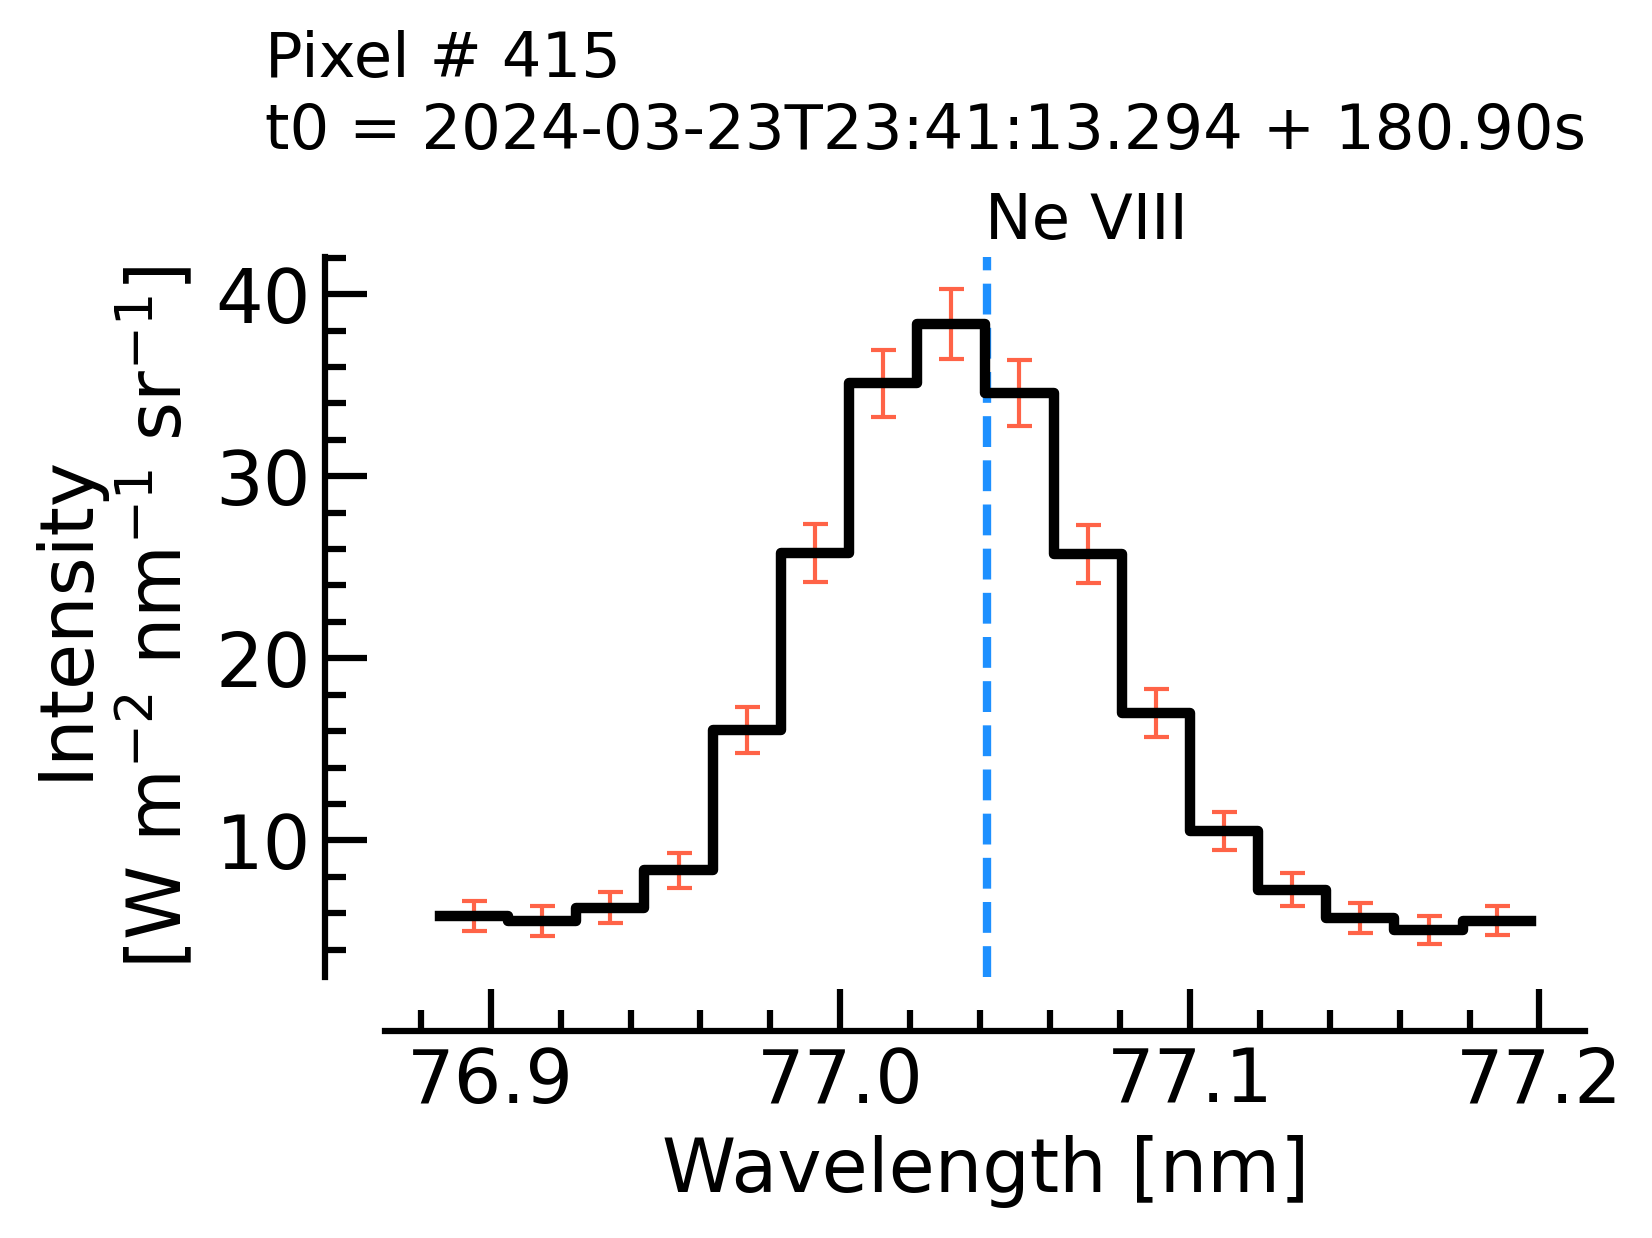 Pixel # 415
t0 = 2024-03-23T23:41:13.294 + 180.90s
Ne VIII
Intensity
[W m⁻² nm⁻¹ sr⁻¹]
40
30
20
10
76.9 77.0 77.1 77.2
Wavelength [nm]